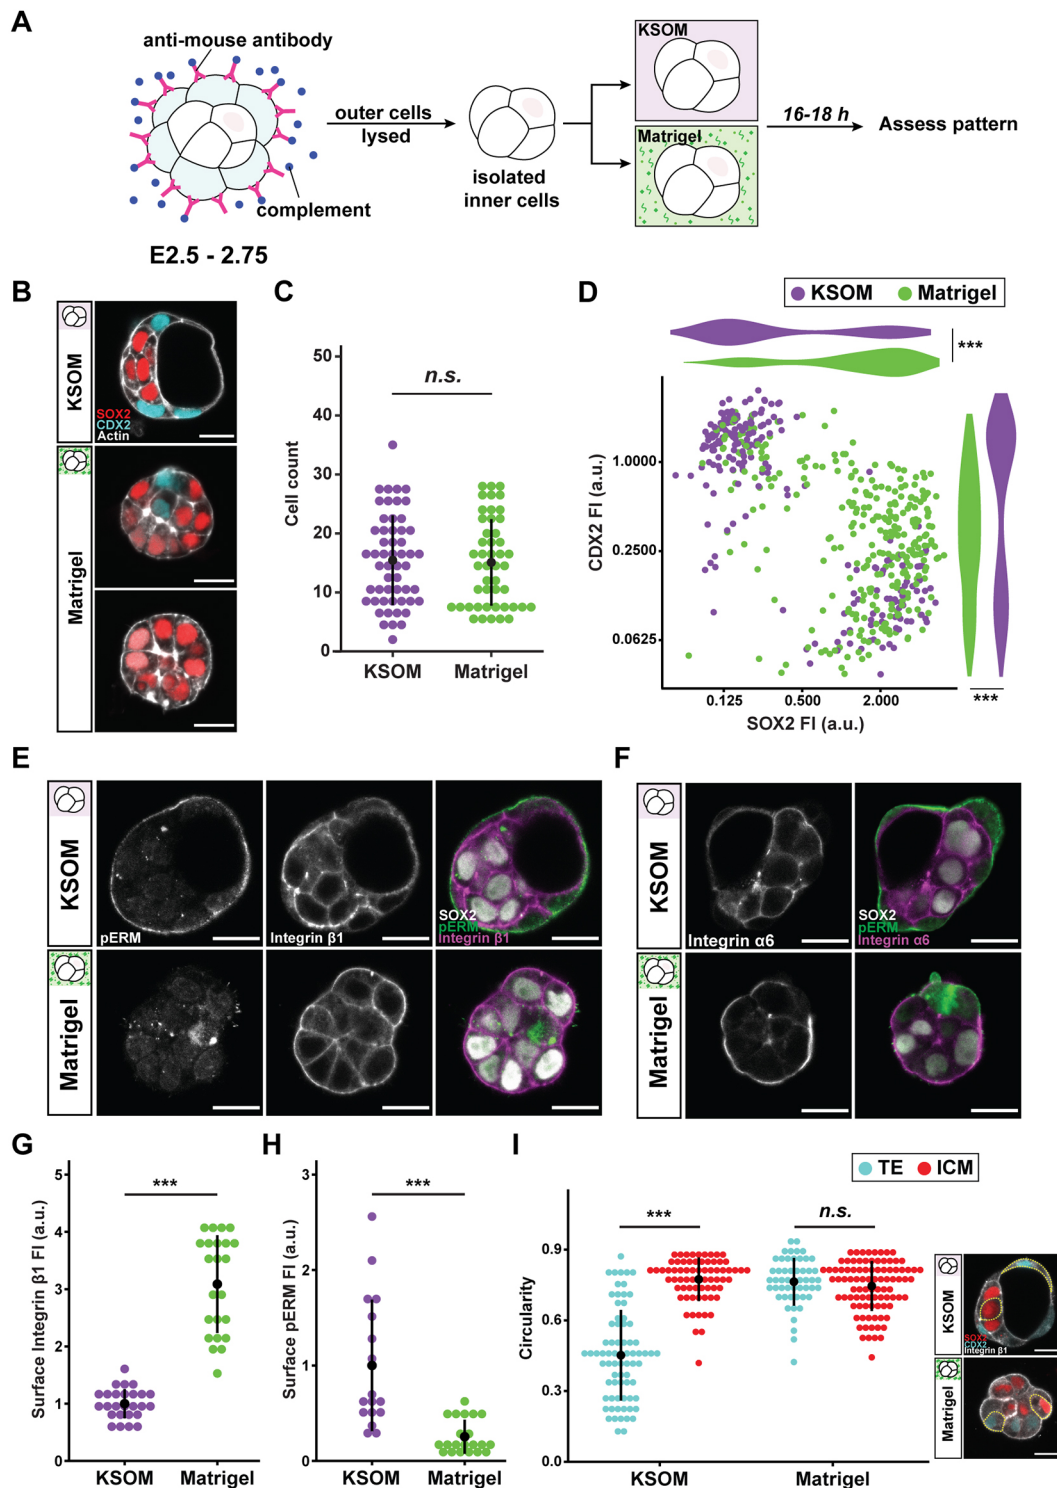 A
anti-mouse antibody
outer cells
lysed
isolated
inner cells
complement
E2.5 - 2.75
KSOM
Matrigel
16-18 h
Assess pattern
B
KSOM
Matrigel
SOX2
CDX2
Actin
C
Cell count
50
40
30
20
10
0
n.s.
KSOM
Matrigel
D
KSOM
Matrigel
***
CDX2 FI (a.u.)
1.0000
0.2500
0.0625
0.125
0.500
2.000
SOX2 FI (a.u.)
***
E
KSOM
Matrigel
pERM
Integrin β1
SOX2
pERM
Integrin β1
F
KSOM
Matrigel
Integrin α6
SOX2
pERM
Integrin α6
G
Surface Integrin β1 FI (a.u.)
5
4
3
2
1
0
***
KSOM
Matrigel
H
Surface pERM FI (a.u.)
3
2
1
0
***
KSOM
Matrigel
I
TE
ICM
Circularity
0.9
0.6
0.3
0.0
***
n.s.
KSOM
Matrigel
KSOM
SOX2
CDX2
Integrin β1
Matrigel